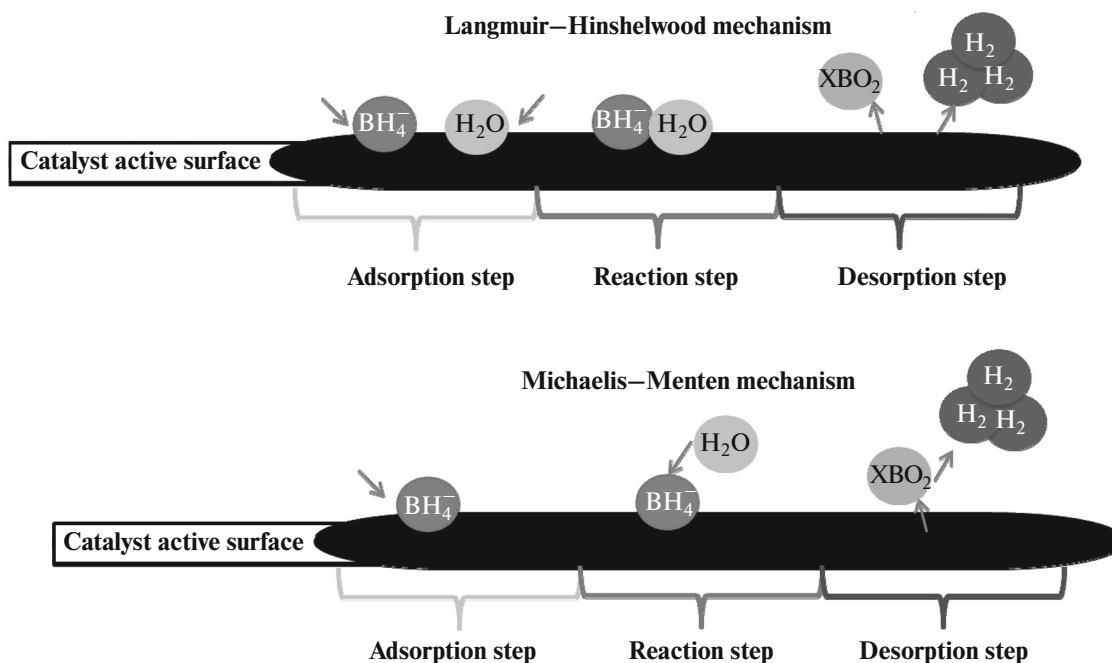 Langmuir–Hinshelwood mechanism
H₂
XBO₂
H₂ H₂
BH₄⁻ H₂O BH₄⁻ H₂O
Catalyst active surface
Adsorption step Reaction step Desorption step
Michaelis–Menten mechanism
H₂
H₂ H₂
H₂O
XBO₂
BH₄⁻ BH₄⁻
Catalyst active surface
Adsorption step Reaction step Desorption step